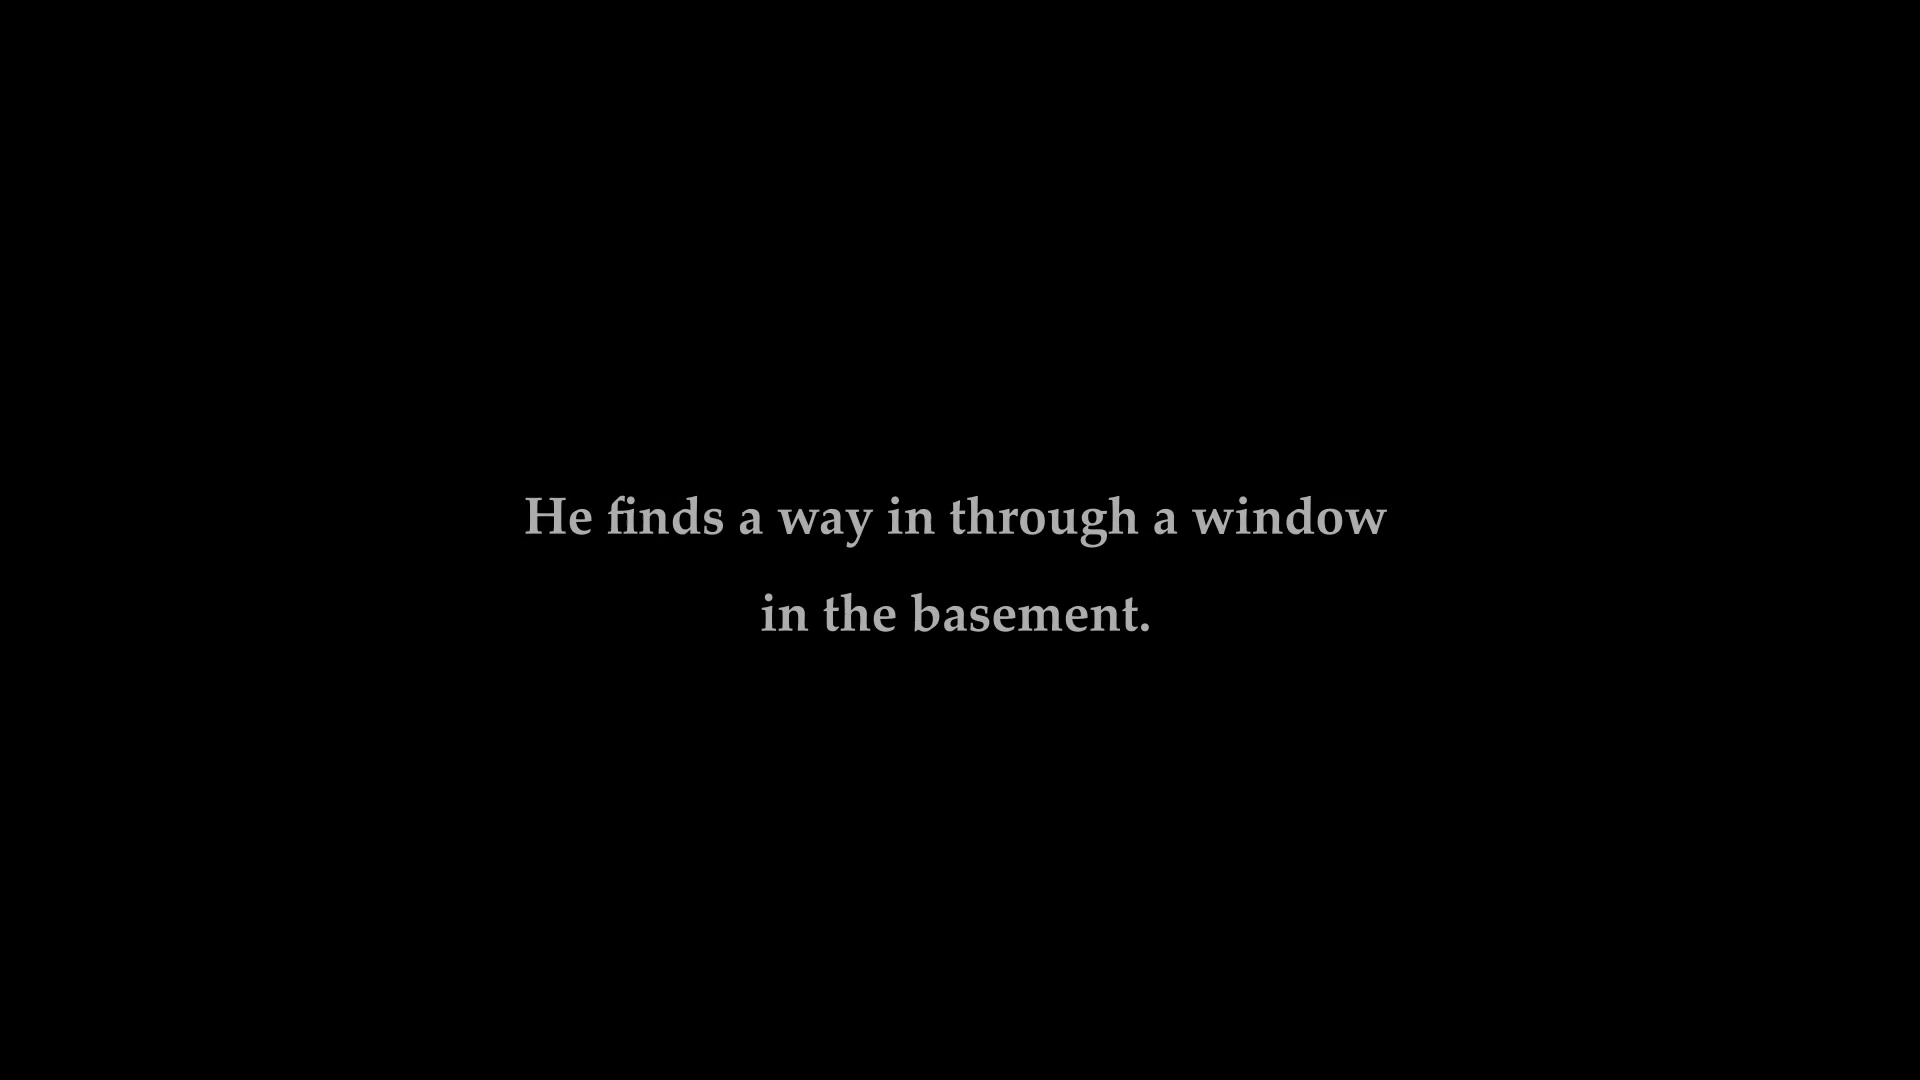 He finds a way in through a window
in the basement.